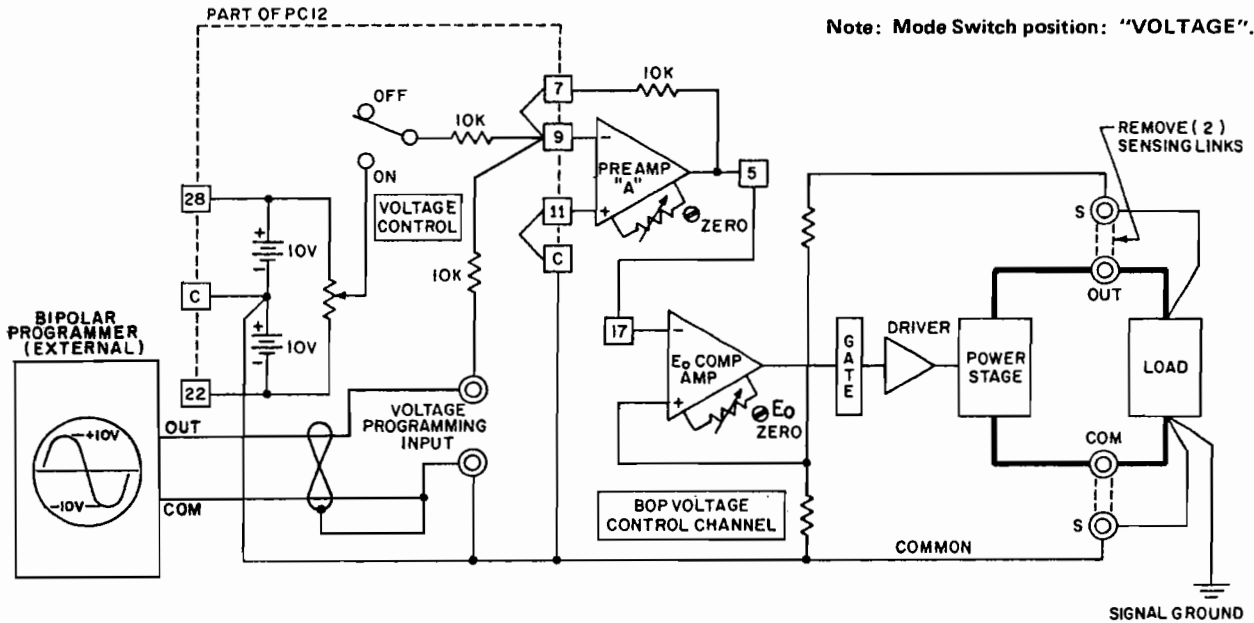 PART OF PC12
Note: Mode Switch position: "VOLTAGE".
OFF
10K
7
10K
9
−
PREAMP
"A"
+
5
ZERO
ON
VOLTAGE
CONTROL
11
C
28
+
10V
−
C
+
10V
−
22
10K
REMOVE (2)
SENSING LINKS
S
OUT
BIPOLAR
PROGRAMMER
(EXTERNAL)
+10V
−10V
OUT
COM
VOLTAGE
PROGRAMMING
INPUT
17
−
Eo COMP
AMP
+
Eo
ZERO
GATE
DRIVER
POWER
STAGE
LOAD
COM
S
BOP VOLTAGE
CONTROL CHANNEL
COMMON
SIGNAL GROUND